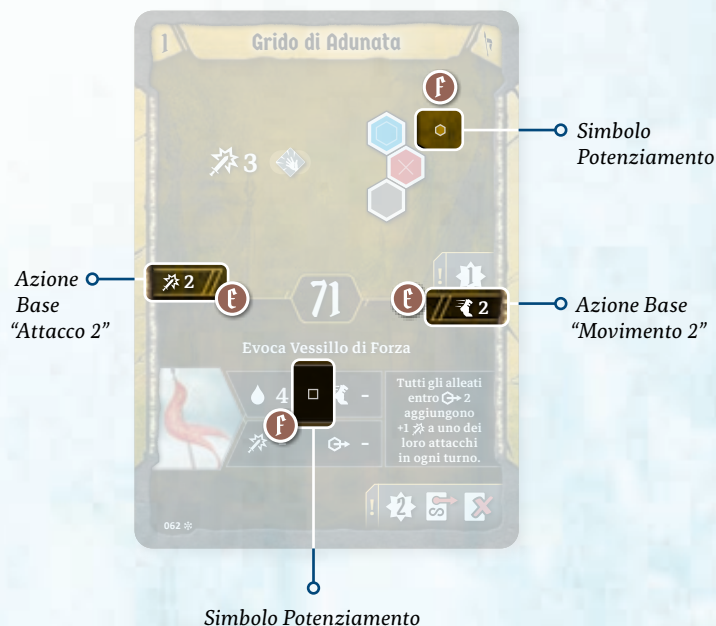 1
Grido di Adunata
F
Simbolo
Potenziamento
3
1
!
2
E
Azione
Base
“Attacco 2”
71
E
2
Azione Base
“Movimento 2”
Evoca Vessillo di Forza
4
-
F
-
Tutti gli alleati
entro 2
aggiungono
+1 a uno dei
loro attacchi
in ogni turno.
! 2
062
Simbolo Potenziamento